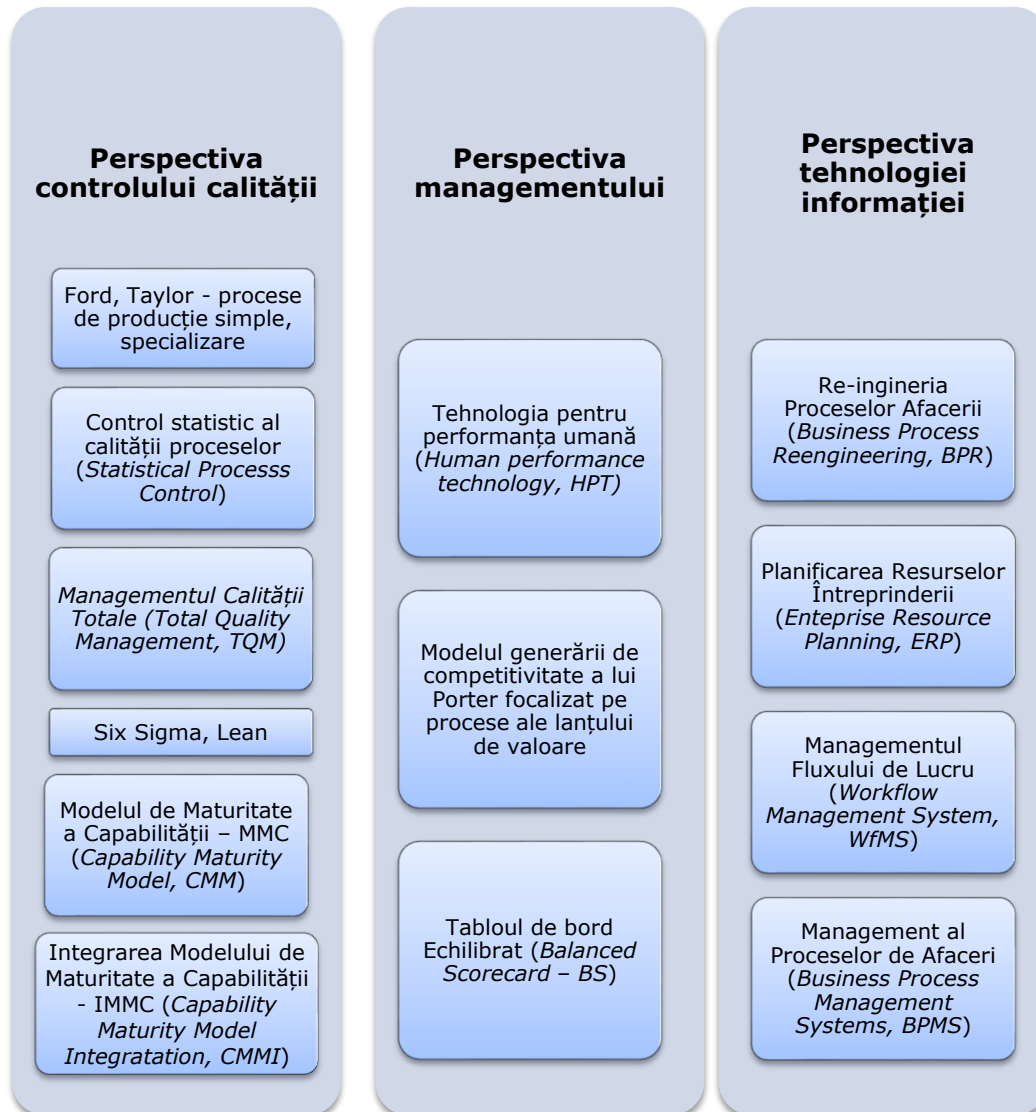 Perspectiva
controlului calității
Ford, Taylor - procese
de producție simple,
specializare
Control statistic al
calității proceselor
(Statistical Processs
Control)
Managementul Calității
Totale (Total Quality
Management, TQM)
Six Sigma, Lean
Modelul de Maturitate
a Capabilității – MMC
(Capability Maturity
Model, CMM)
Integrarea Modelului de
Maturitate a Capabilității
- IMMC (Capability
Maturity Model
Integratation, CMMI)
Perspectiva
managementului
Tehnologia pentru
performanța umană
(Human performance
technology, HPT)
Modelul generării de
competitivitate a lui
Porter focalizat pe
procese ale lanțului
de valoare
Tabloul de bord
Echilibrat (Balanced
Scorecard – BS)
Perspectiva
tehnologiei
informației
Re-ingineria
Proceselor Afacerii
(Business Process
Reengineering, BPR)
Planificarea Resurselor
Întreprinderii
(Enteprise Resource
Planning, ERP)
Managementul
Fluxului de Lucru
(Workflow
Management System,
WfMS)
Management al
Proceselor de Afaceri
(Business Process
Management
Systems, BPMS)